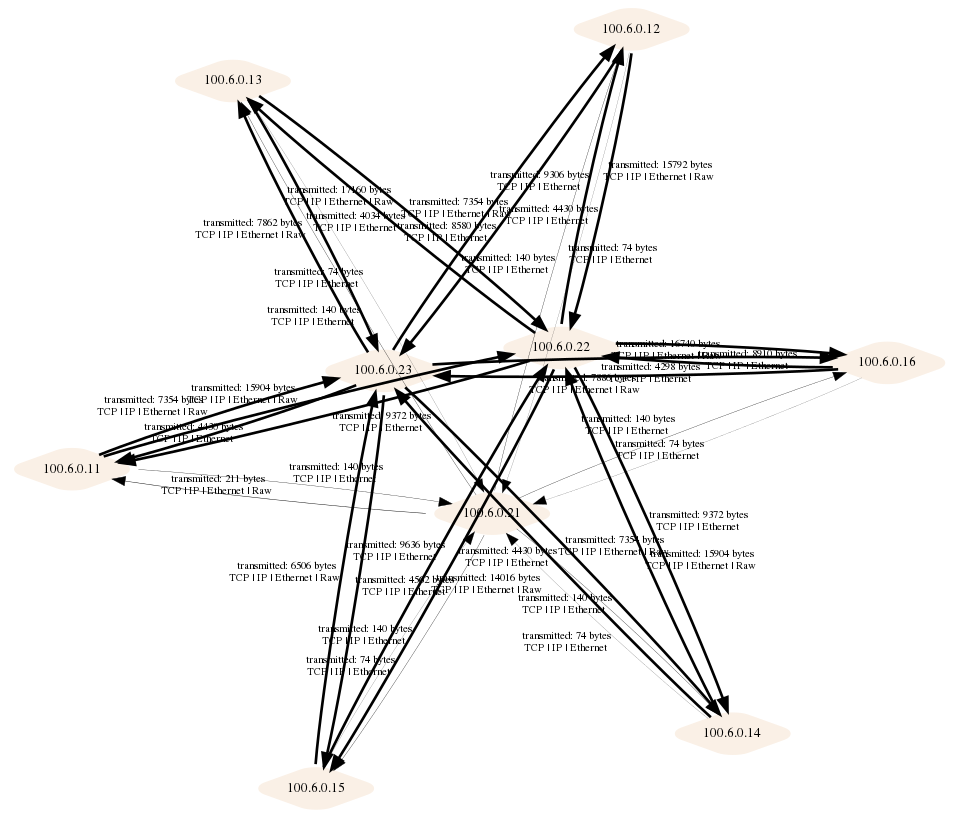 100.6.0.12
100.6.0.13
transmitted: 15792 bytes
TCP | IP | Ethernet | Raw
transmitted: 9306 bytes
TCP | IP | Ethernet
transmitted: 17160 bytes
TCP | IP | Ethernet | Raw
transmitted: 7354 bytes
TCP | IP | Ethernet | Raw
transmitted: 4430 bytes
TCP | IP | Ethernet
transmitted: 4034 bytes
TCP | IP | Ethernet
transmitted: 7862 bytes
TCP | IP | Ethernet | Raw
transmitted: 8580 bytes
TCP | IP | Ethernet
transmitted: 74 bytes
TCP | IP | Ethernet
transmitted: 140 bytes
TCP | IP | Ethernet
transmitted: 74 bytes
TCP | IP | Ethernet
transmitted: 140 bytes
TCP | IP | Ethernet
100.6.0.22
transmitted: 16740 bytes
transmitted: 8910 bytes
TCP | IP | Ethernet
100.6.0.16
100.6.0.23
transmitted: 4298 bytes
TCP | IP | Ethernet
7886 bytes
TCP | IP | Ethernet | Raw
transmitted: 15904 bytes
TCP | IP | Ethernet | Raw
transmitted: 7354 bytes
TCP | IP | Ethernet | Raw
transmitted: 9372 bytes
TCP | IP | Ethernet
transmitted: 140 bytes
TCP | IP | Ethernet
transmitted: 4430 bytes
TCP | IP | Ethernet
transmitted: 74 bytes
TCP | IP | Ethernet
100.6.0.11
transmitted: 140 bytes
TCP | IP | Ethernet
transmitted: 211 bytes
TCP | IP | Ethernet | Raw
100.6.0.21
transmitted: 9372 bytes
TCP | IP | Ethernet
transmitted: 9636 bytes
TCP | IP | Ethernet
transmitted: 4430 bytes
TCP | IP | Ethernet
transmitted: 7354 bytes
TCP | IP | Ethernet | Raw
transmitted: 15904 bytes
TCP | IP | Ethernet | Raw
transmitted: 6506 bytes
TCP | IP | Ethernet | Raw
transmitted: 4562 bytes
TCP | IP | Ethernet
transmitted: 14016 bytes
TCP | IP | Ethernet | Raw
transmitted: 140 bytes
TCP | IP | Ethernet
transmitted: 140 bytes
TCP | IP | Ethernet
transmitted: 74 bytes
TCP | IP | Ethernet
transmitted: 74 bytes
TCP | IP | Ethernet
100.6.0.14
100.6.0.15